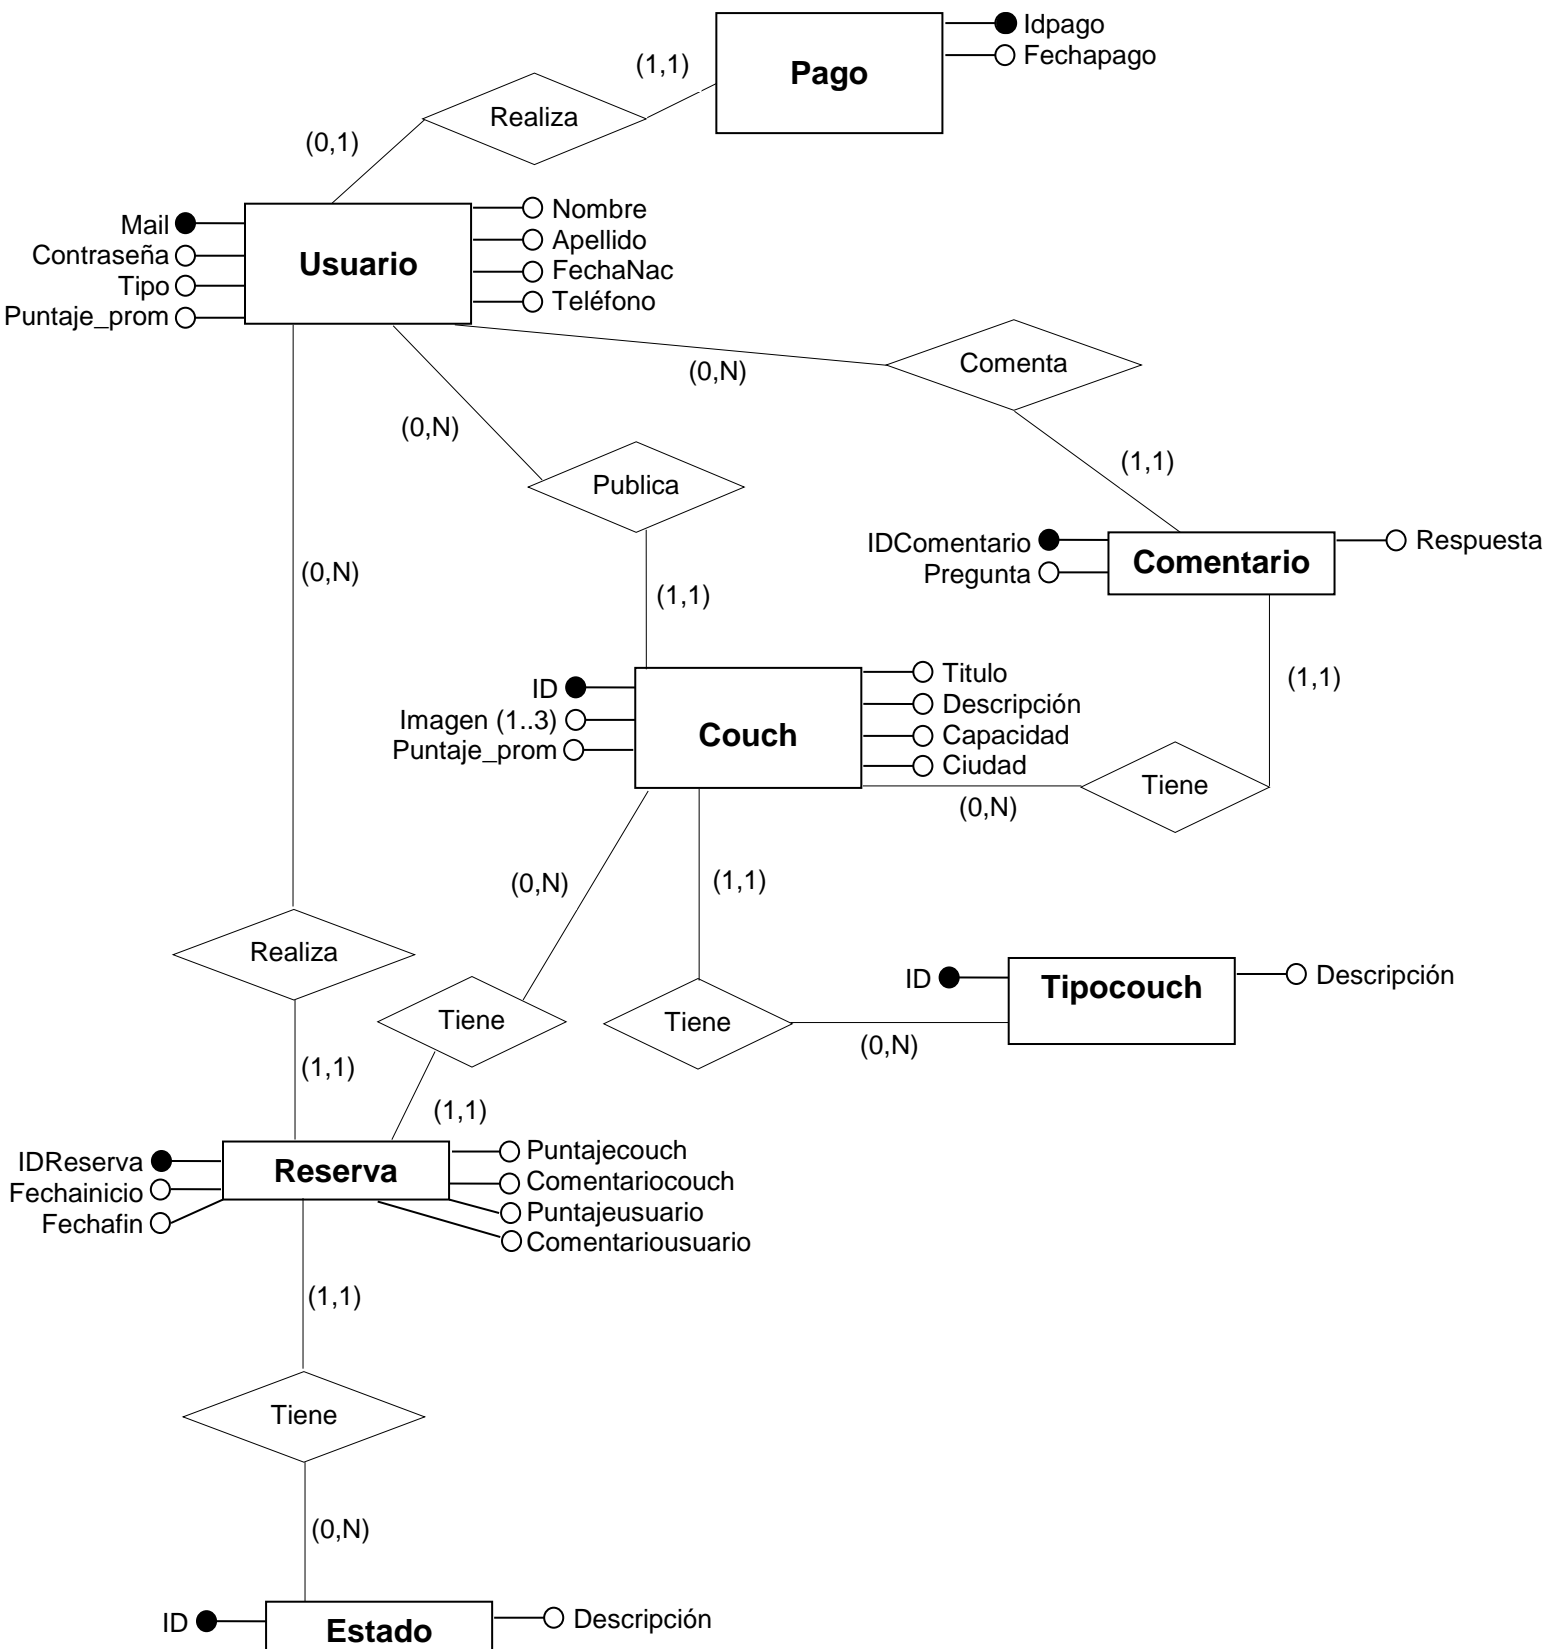 Idpago
Fechapago
Pago
(1,1)
Realiza
(0,1)
Mail
Contraseña
Tipo
Puntaje_prom
Usuario
Nombre
Apellido
FechaNac
Teléfono
(0,N)
Comenta
(0,N)
Publica
(1,1)
IDComentario
Pregunta
Comentario
Respuesta
(0,N)
(1,1)
(1,1)
ID
Imagen (1..3)
Puntaje_prom
Couch
Titulo
Descripción
Capacidad
Ciudad
Tiene
(0,N)
(0,N)
(1,1)
Realiza
ID
Tipocouch
Descripción
Tiene
Tiene
(0,N)
(1,1)
(1,1)
IDReserva
Fechainicio
Fechafin
Reserva
Puntajecouch
Comentariocouch
Puntajeusuario
Comentariousuario
(1,1)
Tiene
(0,N)
ID
Estado
Descripción